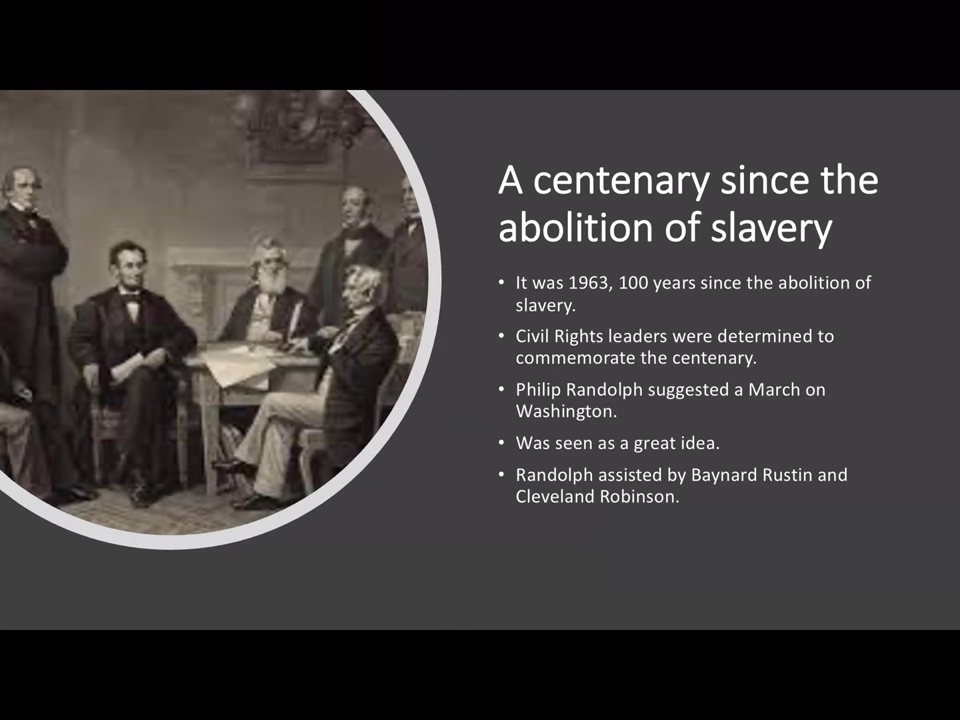 A centenary since the
abolition of slavery
• It was 1963, 100 years since the abolition of
slavery.
• Civil Rights leaders were determined to
commemorate the centenary.
• Philip Randolph suggested a March on
Washington.
• Was seen as a great idea.
• Randolph assisted by Baynard Rustin and
Cleveland Robinson.